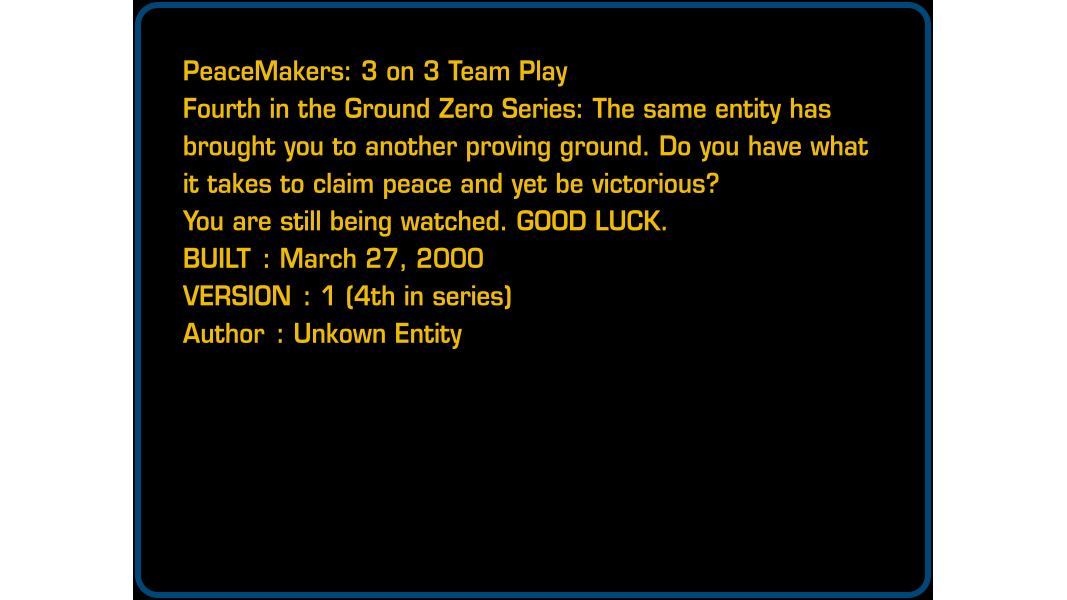 PeaceMakers: 3 on 3 Team Play
Fourth in the Ground Zero Series: The same entity has
brought you to another proving ground. Do you have what
it takes to claim peace and yet be victorious?
You are still being watched. GOOD LUCK.
BUILT : March 27, 2000
VERSION : 1 (4th in series)
Author : Unkown Entity